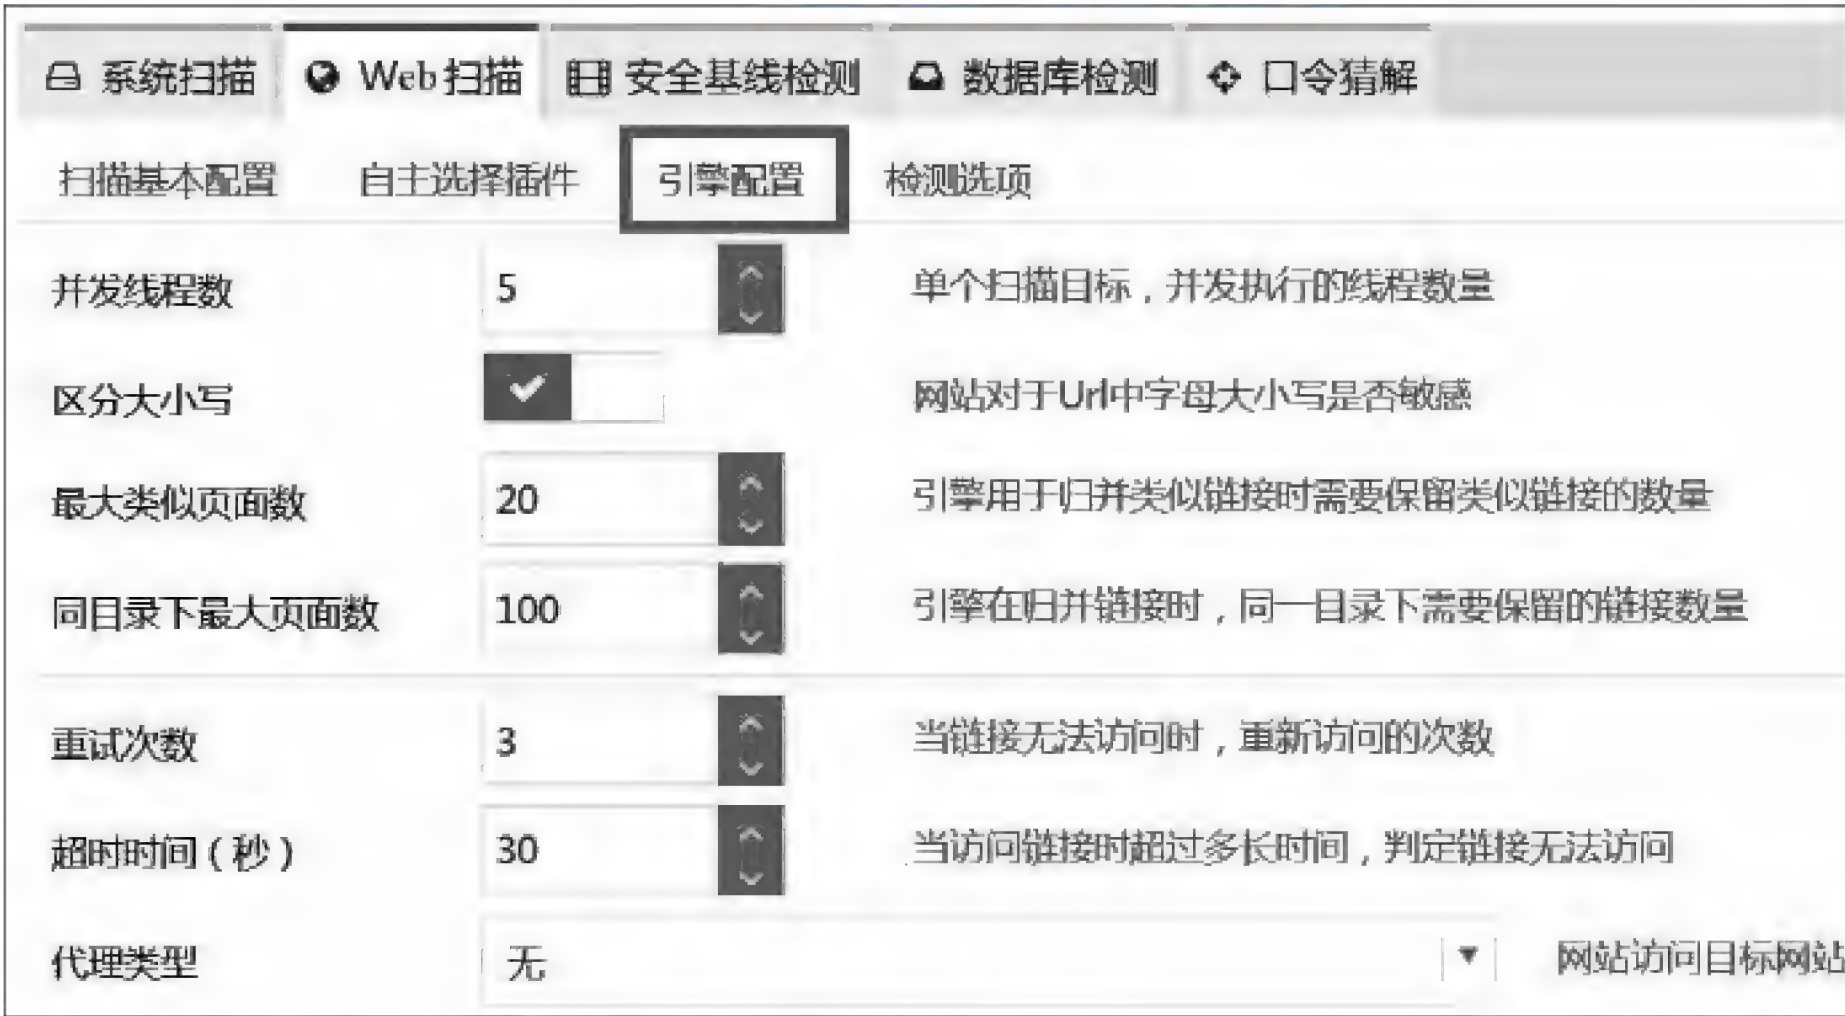 系统扫描 Web 扫描 安全基线检测 数据库检测 口令猜解
扫描基本配置 自主选择插件 引擎配置 检测选项
并发线程数 5 单个扫描目标，并发执行的线程数量
区分大小写 网站对于Url中字母大小写是否敏感
最大类似页面数 20 引擎用于归并类似链接时需要保留类似链接的数量
同目录下最大页面数 100 引擎在归并链接时，同一目录下需要保留的链接数量
重试次数 3 当链接无法访问时，重新访问的次数
超时时间（秒） 30 当访问链接时超过多长时间，判定链接无法访问
代理类型 无 网站访问目标网站